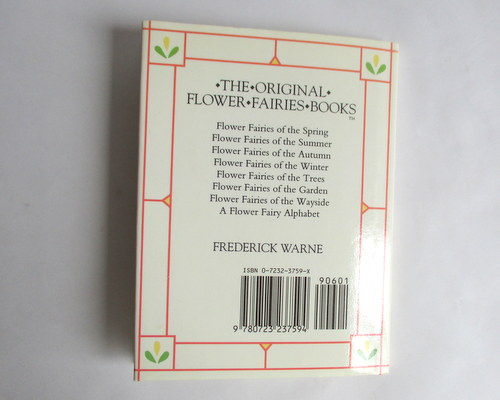 ◆THE◆ORIGINAL◆
FLOWER◆FAIRIES◆BOOKS
TM
Flower Fairies of the Spring
Flower Fairies of the Summer
Flower Fairies of the Autumn
Flower Fairies of the Winter
Flower Fairies of the Trees
Flower Fairies of the Garden
Flower Fairies of the Wayside
A Flower Fairy Alphabet
FREDERICK WARNE
ISBN 0-7232-3759-X
90601
9 780723 237594